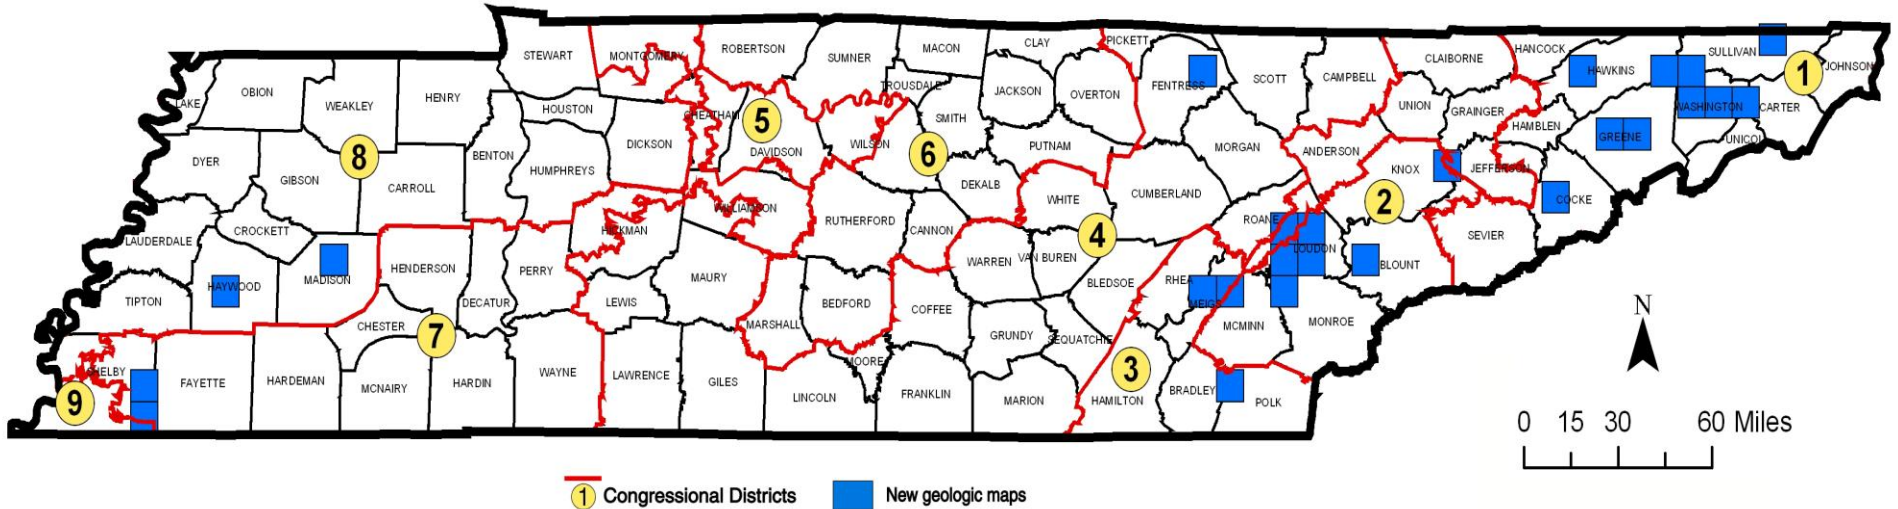 STEWART
MONTGOMERY
ROBERTSON
SUMNER
MACON
CLAY
PICKETT
FENTRESS
SCOTT
CAMPBELL
CLAIBORNE
HANCOCK
HAWKINS
SULLIVAN
1
JOHNSON
LAKE
OBION
WEAKLEY
HENRY
HOUSTON
CHEATHAM
5
TROUSDALE
JACKSON
OVERTON
UNION
GRAINGER
HAMBLEN
GREENE
WASHINGTON
CARTER
UNICOI
DYER
GIBSON
8
CARROLL
BENTON
HUMPHREYS
DICKSON
DAVIDSON
WILSON
6
SMITH
PUTNAM
DEKALB
WHITE
CUMBERLAND
MORGAN
ANDERSON
KNOX
JEFFERSON
COCKE
LAUDERDALE
CROCKETT
HICKMAN
WILLIAMSON
RUTHERFORD
CANNON
4
ROANE
LOUDON
2
SEVIER
TIPTON
HAYWOOD
MADISON
HENDERSON
DECATUR
PERRY
LEWIS
MAURY
BEDFORD
WARREN
VAN BUREN
BLEDSOE
RHEA
MEIGS
MCMINN
MONROE
BLOUNT
SHELBY
9
FAYETTE
HARDEMAN
CHESTER
7
MCNAIRY
HARDIN
WAYNE
LAWRENCE
GILES
MARSHALL
LINCOLN
MOORE
COFFEE
FRANKLIN
GRUNDY
MARION
SEQUATCHIE
3
HAMILTON
BRADLEY
POLK
N
0 15 30 60 Miles
1 Congressional Districts
New geologic maps